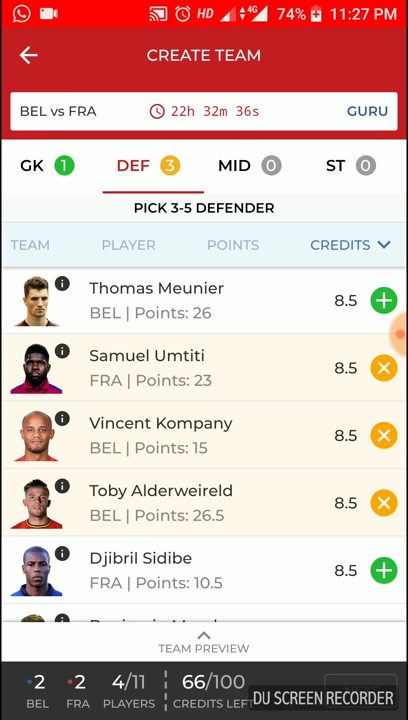 HD 4G 74% 11:27 PM
CREATE TEAM
BEL vs FRA 22h 32m 36s GURU
GK 1 DEF 3 MID 0 ST 0
PICK 3-5 DEFENDER
TEAM PLAYER POINTS CREDITS
Thomas Meunier
BEL | Points: 26
8.5
Samuel Umtiti
FRA | Points: 23
8.5
Vincent Kompany
BEL | Points: 15
8.5
Toby Alderweireld
BEL | Points: 26.5
8.5
Djibril Sidibe
FRA | Points: 10.5
8.5
TEAM PREVIEW
2 2 4/11 66/100
BEL FRA PLAYERS CREDITS LEFT
DU SCREEN RECORDER